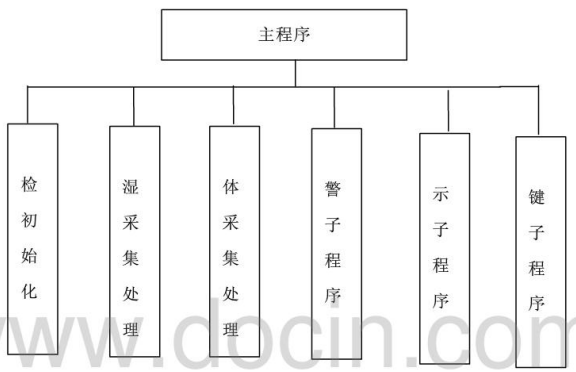 主程序
检初始化
湿采集处理
体采集处理
警子程序
示子程序
键子程序
www.docin.com